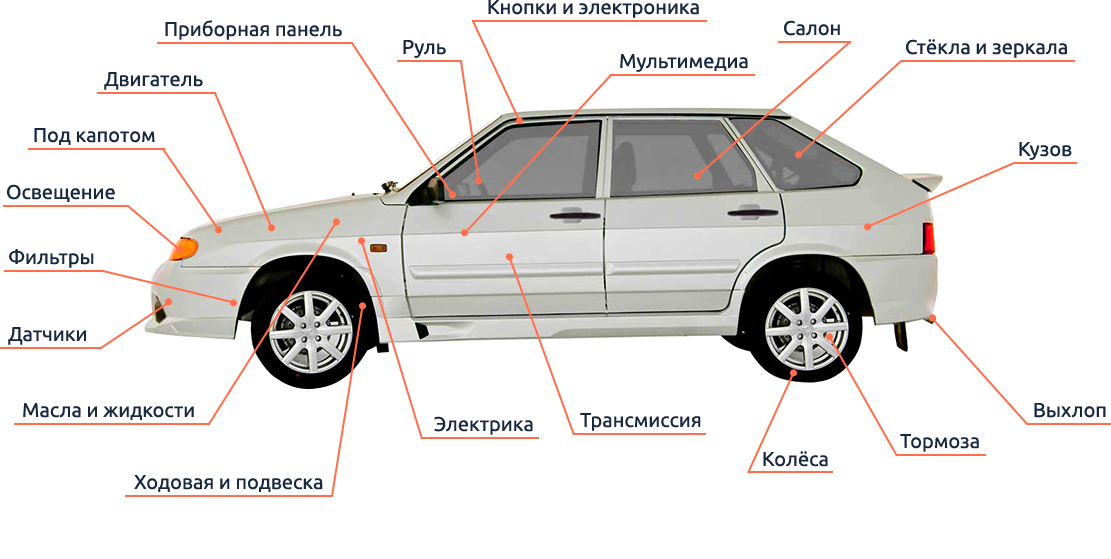 Кнопки и электроника
Приборная панель
Салон
Руль
Стёкла и зеркала
Мультимедиа
Двигатель
Под капотом
Кузов
Освещение
Фильтры
Датчики
Масла и жидкости
Выхлоп
Электрика
Трансмиссия
Тормоза
Колёса
Ходовая и подвеска